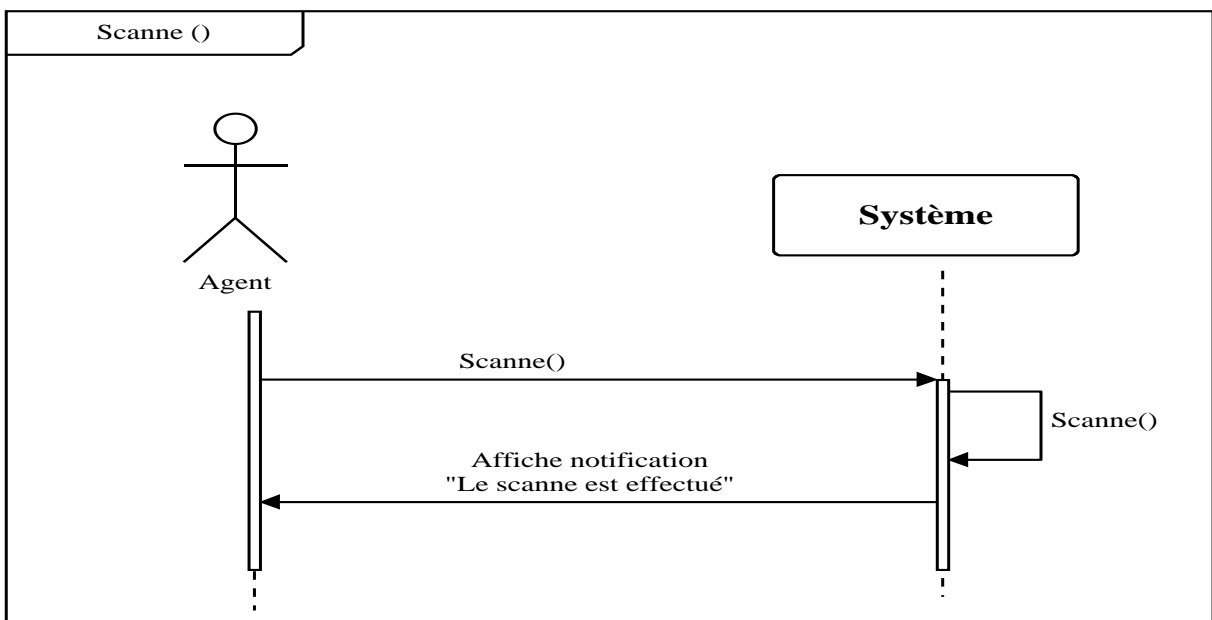 Scanne ()
Système
Agent
Scanne()
Scanne()
Affiche notification
"Le scanne est effectué"